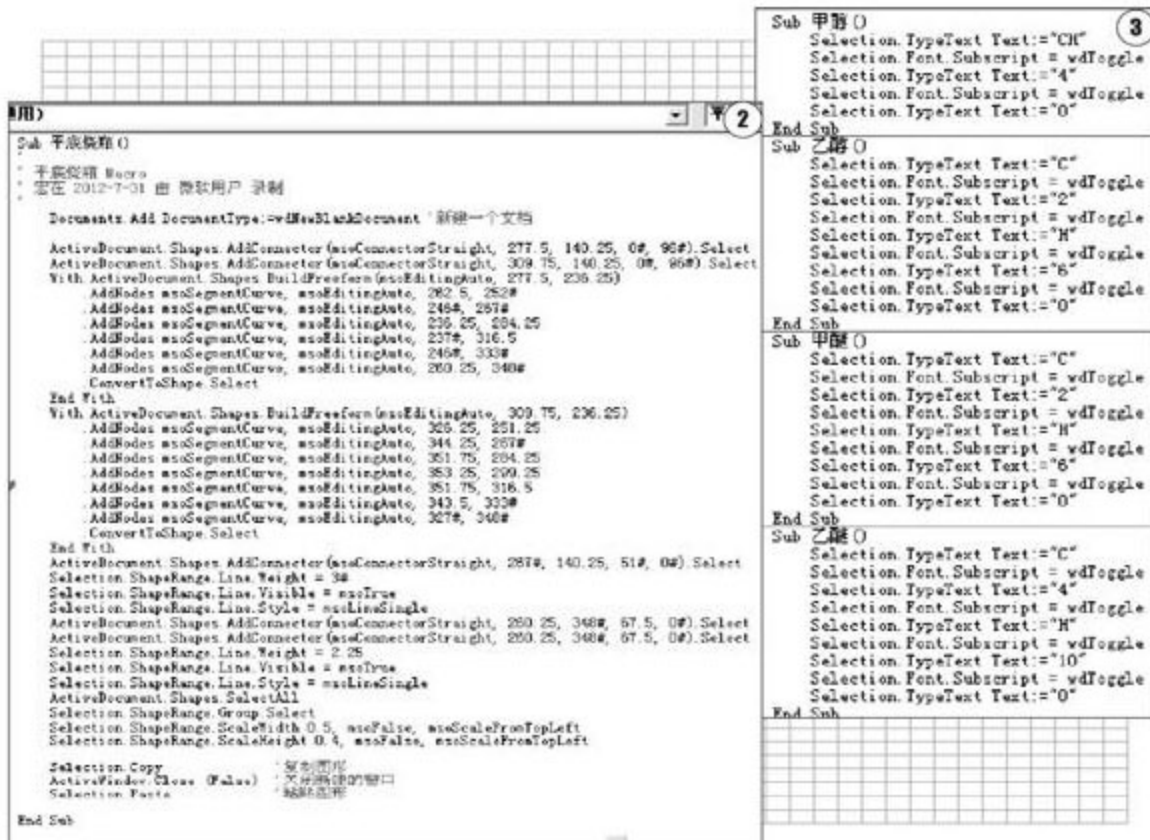 用)
2
Sub 平底烧瓶()
' 平底烧瓶 Macro
' 宏在 2012-7-31 由 微软用户 录制
'
Documents.Add DocumentType:=wdNewBlankDocument '新建一个文档
ActiveDocument.Shapes.AddConnector(msoConnectorStraight, 277.5, 140.25, 0#, 96#).Select
ActiveDocument.Shapes.AddConnector(msoConnectorStraight, 309.75, 140.25, 0#, 96#).Select
With ActiveDocument.Shapes.BuildFreeform(msoEditingAuto, 277.5, 236.25)
.AddNodes msoSegmentCurve, msoEditingAuto, 262.5, 252#
.AddNodes msoSegmentCurve, msoEditingAuto, 246#, 267#
.AddNodes msoSegmentCurve, msoEditingAuto, 236.25, 284.25
.AddNodes msoSegmentCurve, msoEditingAuto, 237#, 316.5
.AddNodes msoSegmentCurve, msoEditingAuto, 246#, 333#
.AddNodes msoSegmentCurve, msoEditingAuto, 260.25, 348#
.ConvertToShape.Select
End With
With ActiveDocument.Shapes.BuildFreeform(msoEditingAuto, 309.75, 236.25)
.AddNodes msoSegmentCurve, msoEditingAuto, 326.25, 251.25
.AddNodes msoSegmentCurve, msoEditingAuto, 344.25, 267#
.AddNodes msoSegmentCurve, msoEditingAuto, 351.75, 284.25
.AddNodes msoSegmentCurve, msoEditingAuto, 353.25, 299.25
.AddNodes msoSegmentCurve, msoEditingAuto, 351.75, 316.5
.AddNodes msoSegmentCurve, msoEditingAuto, 343.5, 333#
.AddNodes msoSegmentCurve, msoEditingAuto, 327#, 348#
.ConvertToShape.Select
End With
ActiveDocument.Shapes.AddConnector(msoConnectorStraight, 267#, 140.25, 51#, 0#).Select
Selection.ShapeRange.Line.Weight = 3#
Selection.ShapeRange.Line.Visible = msoTrue
Selection.ShapeRange.Line.Style = msoLineSingle
ActiveDocument.Shapes.AddConnector(msoConnectorStraight, 260.25, 348#, 67.5, 0#).Select
ActiveDocument.Shapes.AddConnector(msoConnectorStraight, 260.25, 348#, 67.5, 0#).Select
Selection.ShapeRange.Line.Weight = 2.25
Selection.ShapeRange.Line.Visible = msoTrue
Selection.ShapeRange.Line.Style = msoLineSingle
ActiveDocument.Shapes.SelectAll
Selection.ShapeRange.Group.Select
Selection.ShapeRange.ScaleWidth 0.5, msoFalse, msoScaleFromTopLeft
Selection.ShapeRange.ScaleHeight 0.4, msoFalse, msoScaleFromTopLeft
Selection.Copy '复制图形
ActiveWindow.Close (False) '关闭新建的窗口
Selection.Paste '粘贴图形
End Sub
3
Sub 甲醇()
Selection.TypeText Text:="CH"
Selection.Font.Subscript = wdToggle
Selection.TypeText Text:="4"
Selection.Font.Subscript = wdToggle
Selection.TypeText Text:="O"
End Sub
Sub 乙醇()
Selection.TypeText Text:="C"
Selection.Font.Subscript = wdToggle
Selection.TypeText Text:="2"
Selection.Font.Subscript = wdToggle
Selection.TypeText Text:="H"
Selection.Font.Subscript = wdToggle
Selection.TypeText Text:="6"
Selection.Font.Subscript = wdToggle
Selection.TypeText Text:="O"
End Sub
Sub 甲醚()
Selection.TypeText Text:="C"
Selection.Font.Subscript = wdToggle
Selection.TypeText Text:="2"
Selection.Font.Subscript = wdToggle
Selection.TypeText Text:="H"
Selection.Font.Subscript = wdToggle
Selection.TypeText Text:="6"
Selection.Font.Subscript = wdToggle
Selection.TypeText Text:="O"
End Sub
Sub 乙醚()
Selection.TypeText Text:="C"
Selection.Font.Subscript = wdToggle
Selection.TypeText Text:="4"
Selection.Font.Subscript = wdToggle
Selection.TypeText Text:="H"
Selection.Font.Subscript = wdToggle
Selection.TypeText Text:="10"
Selection.Font.Subscript = wdToggle
Selection.TypeText Text:="O"
End Sub